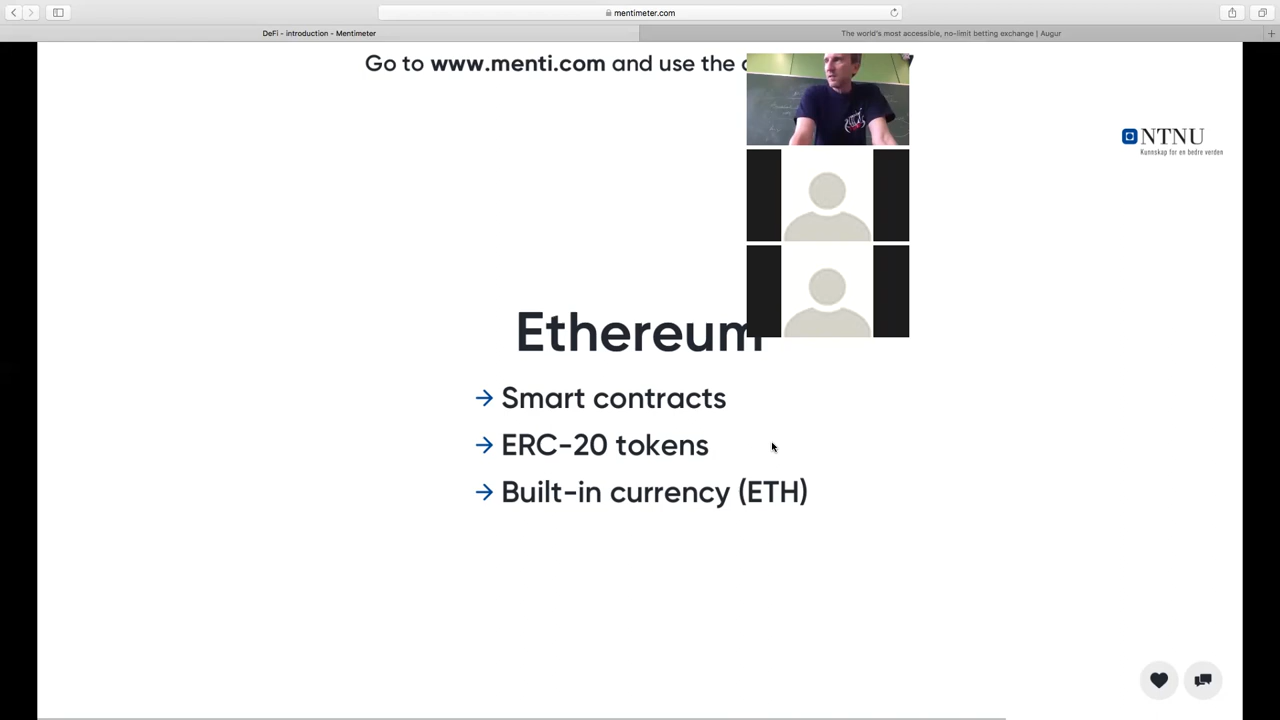 mentimeter.com
DeFi - introduction - Mentimeter
The world's most accessible, no-limit betting exchange | Augur
Go to www.menti.com and use the
NTNU
Kunnskap for en bedre verden
Ethereum
→ Smart contracts
→ ERC-20 tokens
→ Built-in currency (ETH)